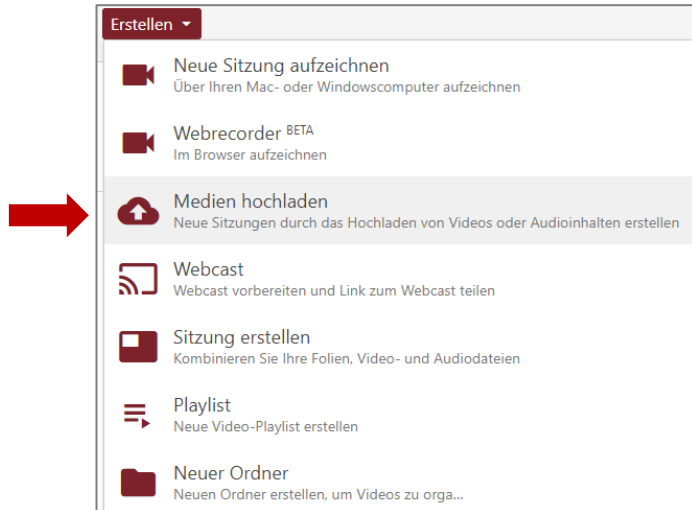 Erstellen
Neue Sitzung aufzeichnen
Über Ihren Mac- oder Windowscomputer aufzeichnen
Webrecorder BETA
Im Browser aufzeichnen
Medien hochladen
Neue Sitzungen durch das Hochladen von Videos oder Audioinhalten erstellen
Webcast
Webcast vorbereiten und Link zum Webcast teilen
Sitzung erstellen
Kombinieren Sie Ihre Folien, Video- und Audiodateien
Playlist
Neue Video-Playlist erstellen
Neuer Ordner
Neuen Ordner erstellen, um Videos zu orga...